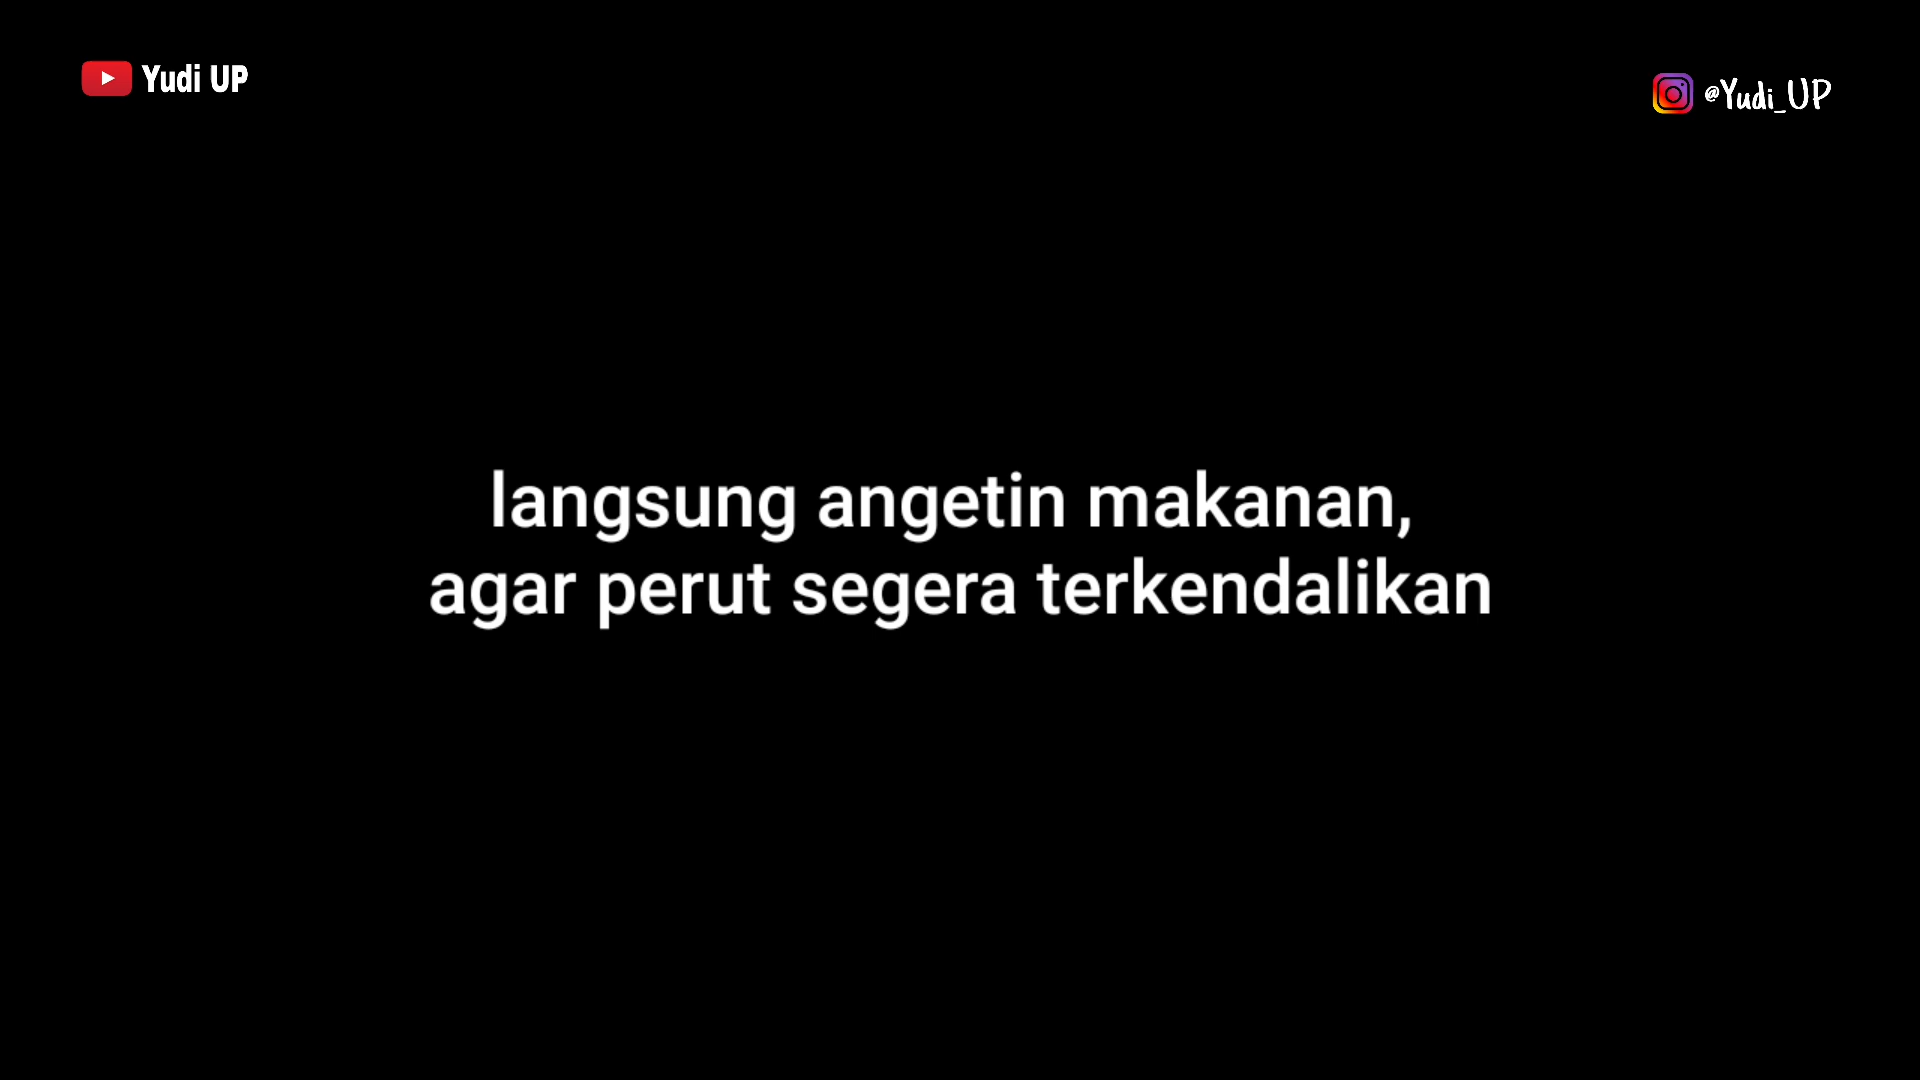 Yudi UP
@Yudi_UP
langsung angetin makanan,
agar perut segera terkendalikan